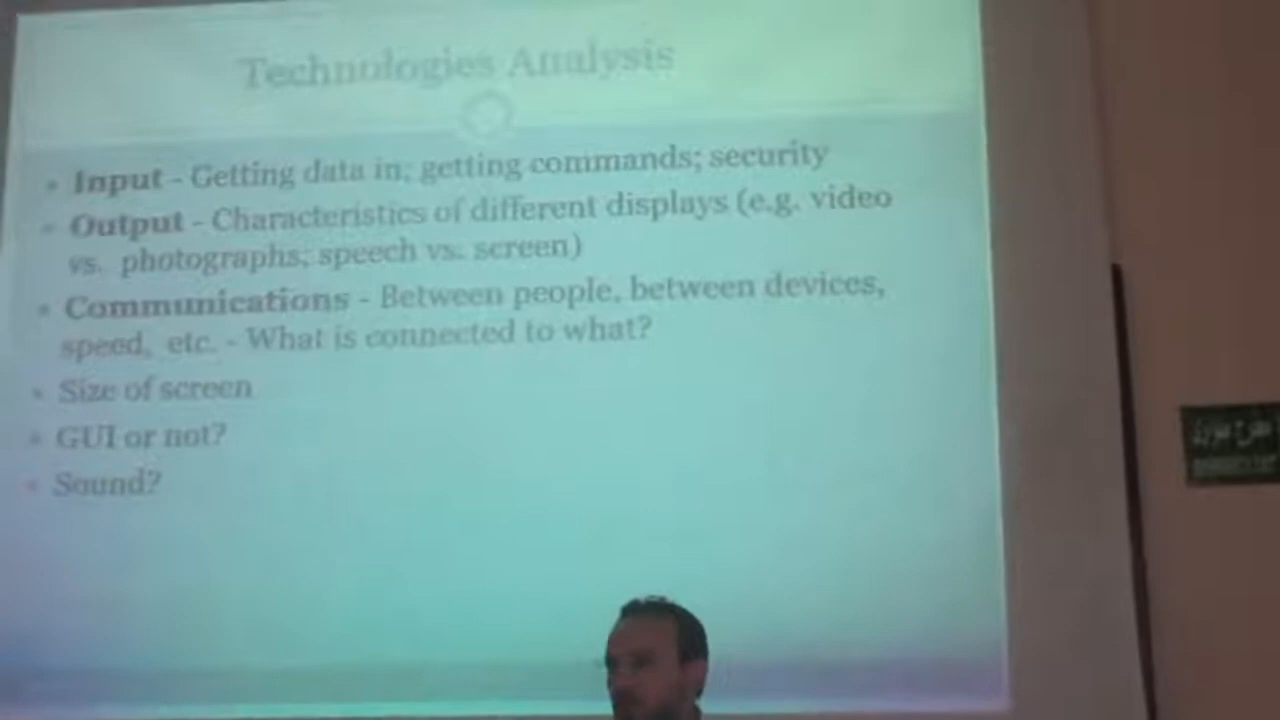 Technologies Analysis
Input - Getting data in; getting commands; security
Output - Characteristics of different displays (e.g. video
vs. photographs; speech vs. screen)
Communications - Between people, between devices,
speed, etc. - What is connected to what?
Size of screen
GUI or not?
Sound?